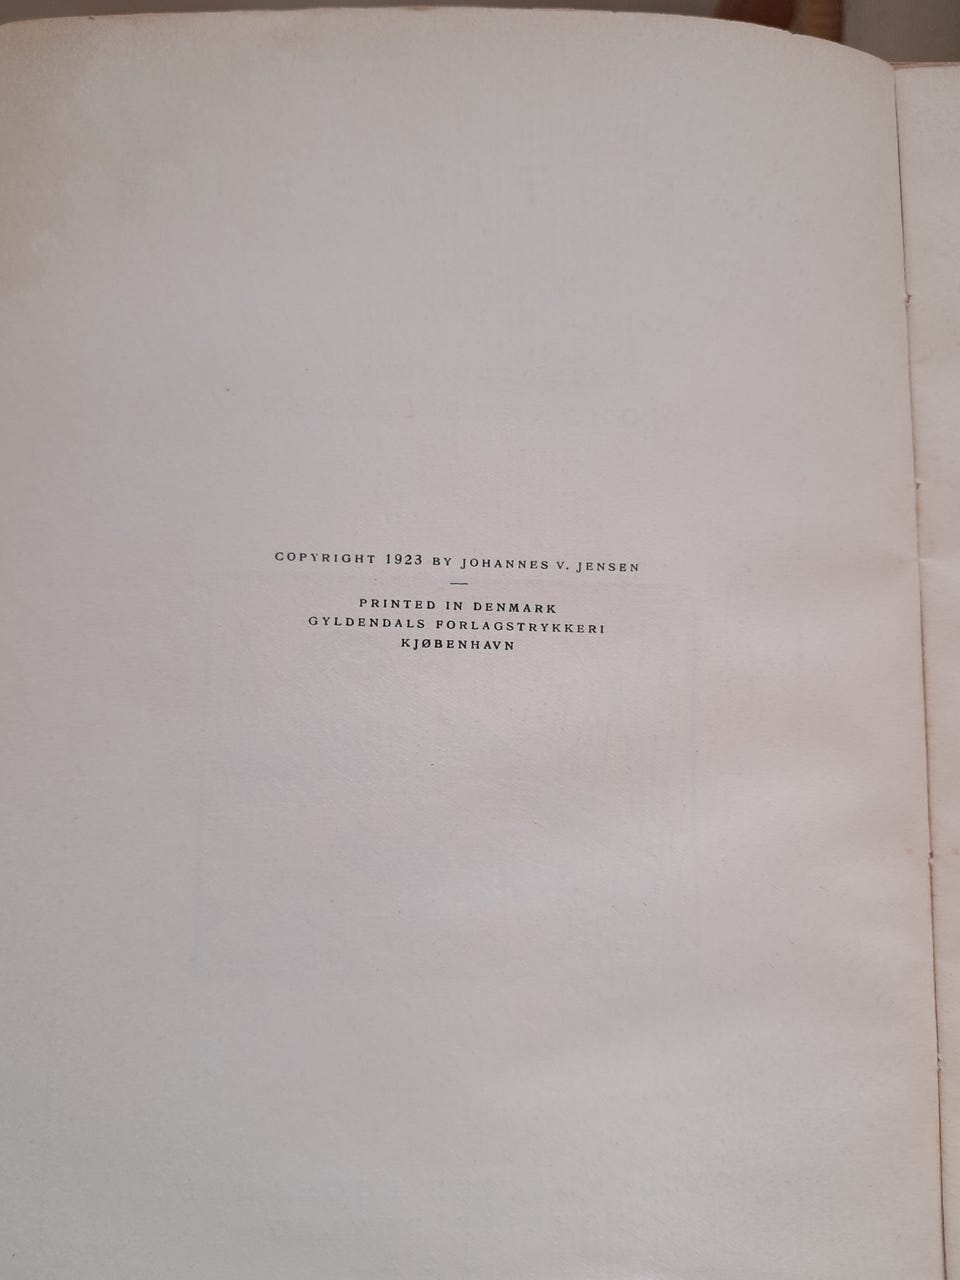 COPYRIGHT 1923 BY JOHANNES V. JENSEN
PRINTED IN DENMARK
GYLDENDALS FORLAGSTRYKKERI
KJØBENHAVN